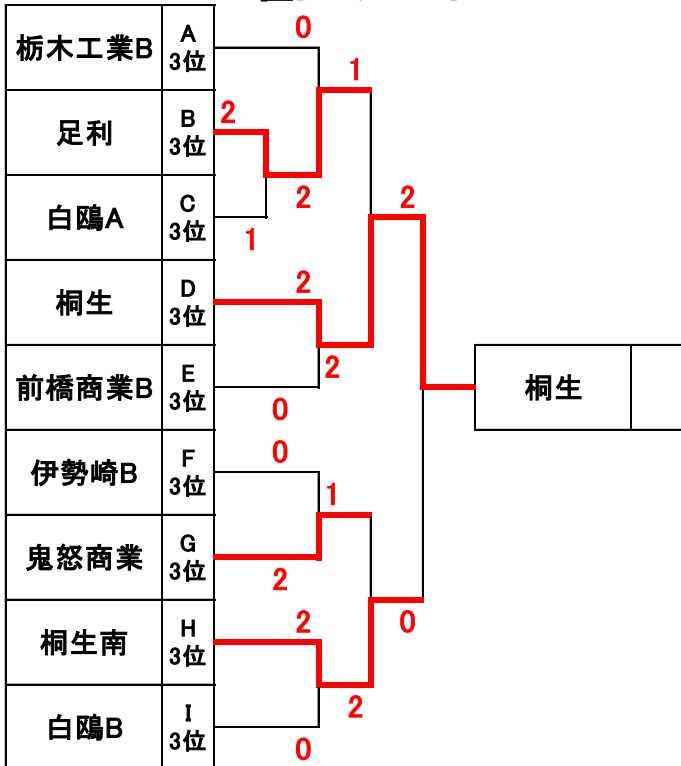 0
栃木工業B A 3位
1
足利 B 3位 2
2
2
白鴎A C 3位
1
桐生 D 3位 2
2
前橋商業B E 3位
0
桐生
伊勢崎B F 3位 0
1
鬼怒商業 G 3位
2
桐生南 H 3位 2
0
2
白鴎B I 3位
0